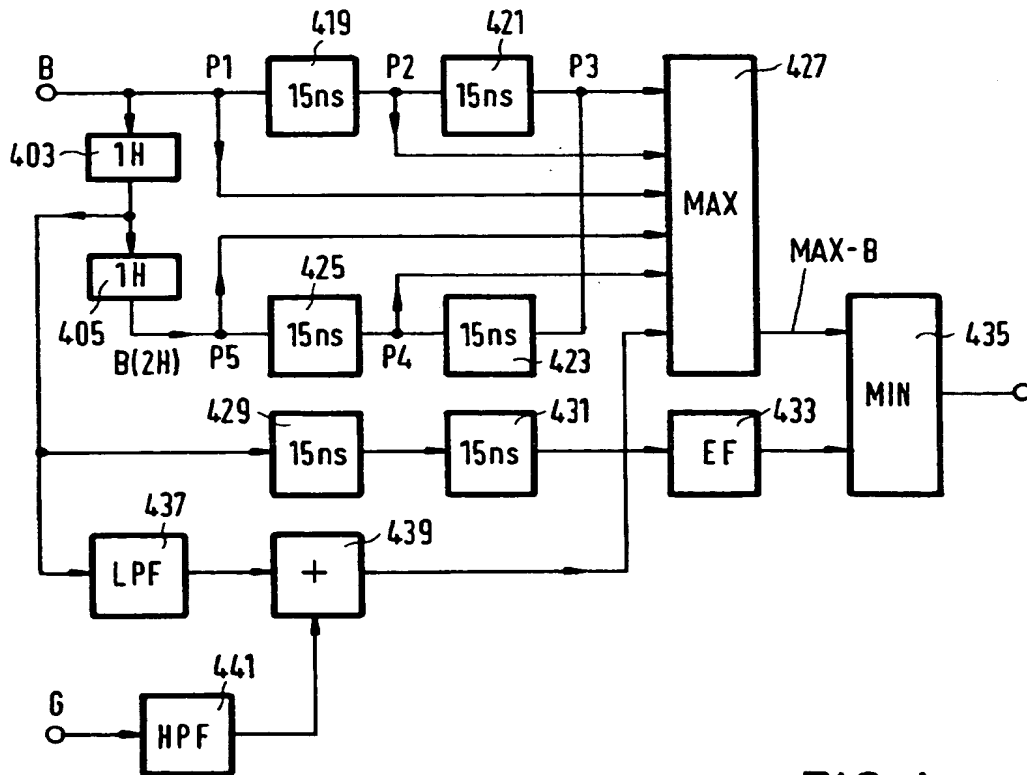 419
421
B
P1
P2
P3
427
15ns
15ns
403
1H
MAX
1H
425
MAX-B
405
15ns
15ns
435
B(2H)
P5
P4
423
429
431
433
MIN
15ns
15ns
EF
437
439
LPF
+
441
G
HPF